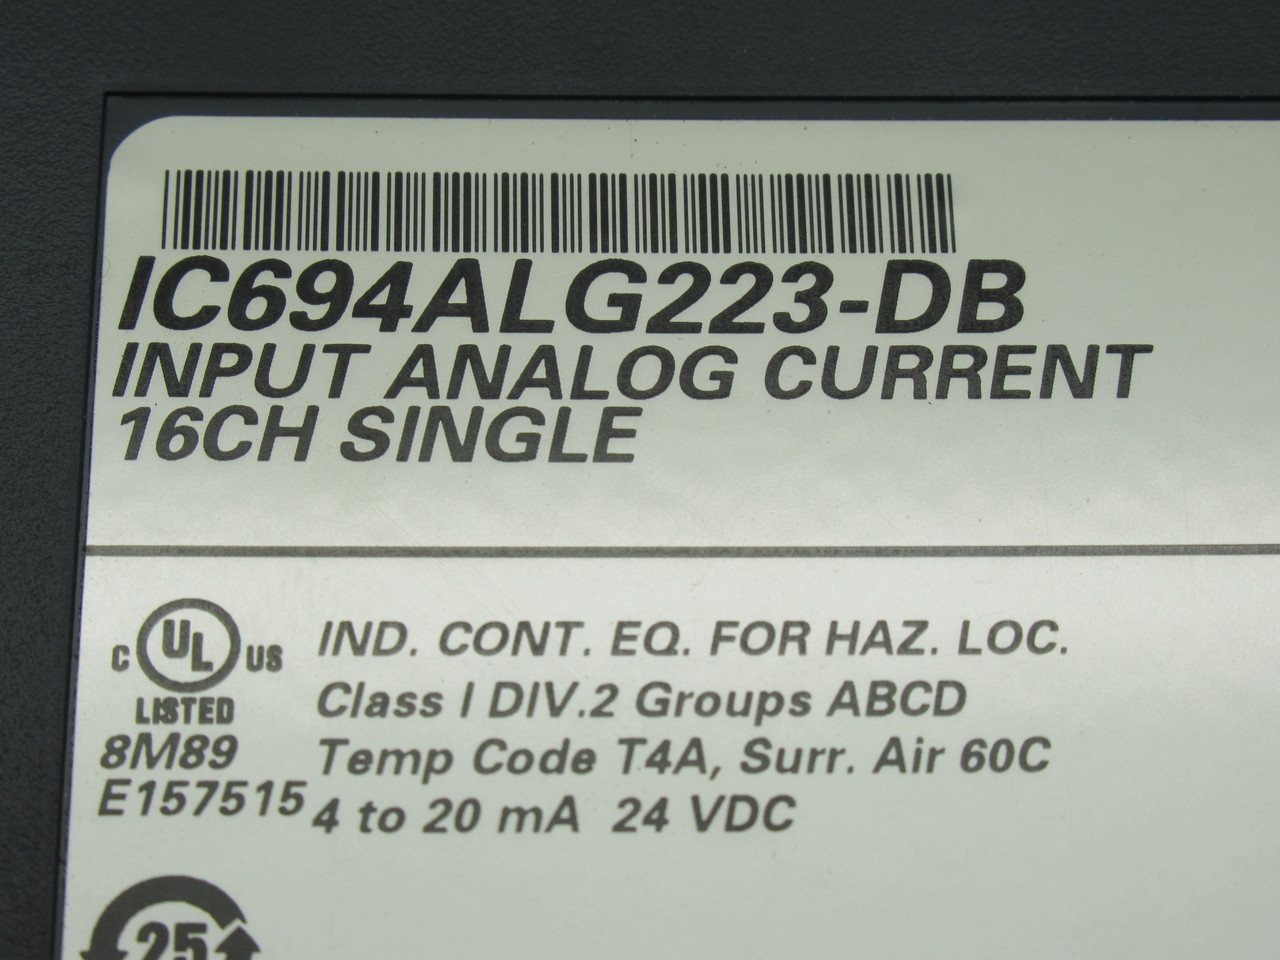 IC694ALG223-DB
INPUT ANALOG CURRENT
16CH SINGLE
C UL US
LISTED
8M89
E157515
IND. CONT. EQ. FOR HAZ. LOC.
Class I DIV.2 Groups ABCD
Temp Code T4A, Surr. Air 60C
4 to 20 mA 24 VDC
25